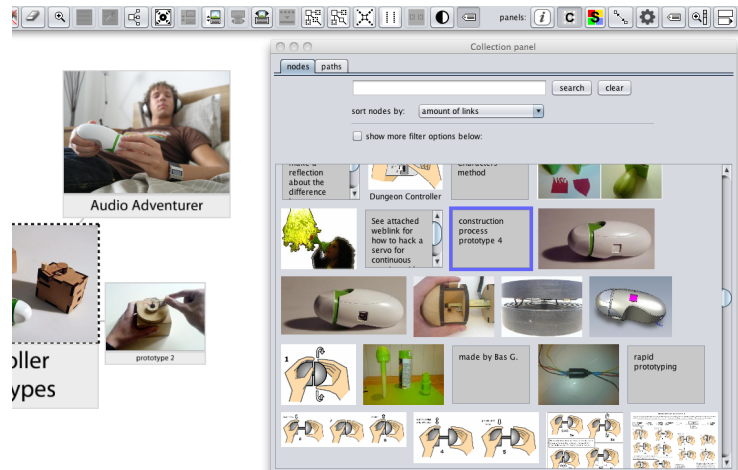 panels:
i
C
S
Collection panel
nodes
paths
search
clear
sort nodes by:
amount of links
show more filter options below:
make a
reflection
about the
difference
Dungeon Controller
Characters
method
Audio Adventurer
See attached
weblink for
how to hack a
servo for
continuous
construction
process
prototype 4
prototype 2
oller
ypes
1
made by Bas G.
rapid
prototyping
4